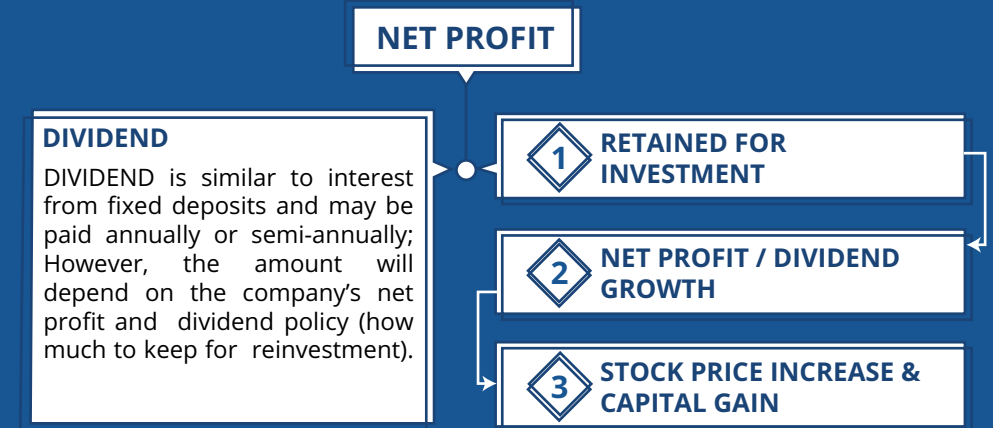 NET PROFIT
DIVIDEND
DIVIDEND is similar to interest
from fixed deposits and may be
paid annually or semi-annually;
However, the amount will
depend on the company’s net
profit and dividend policy (how
much to keep for reinvestment).
1
RETAINED FOR
INVESTMENT
2
NET PROFIT / DIVIDEND
GROWTH
3
STOCK PRICE INCREASE &
CAPITAL GAIN